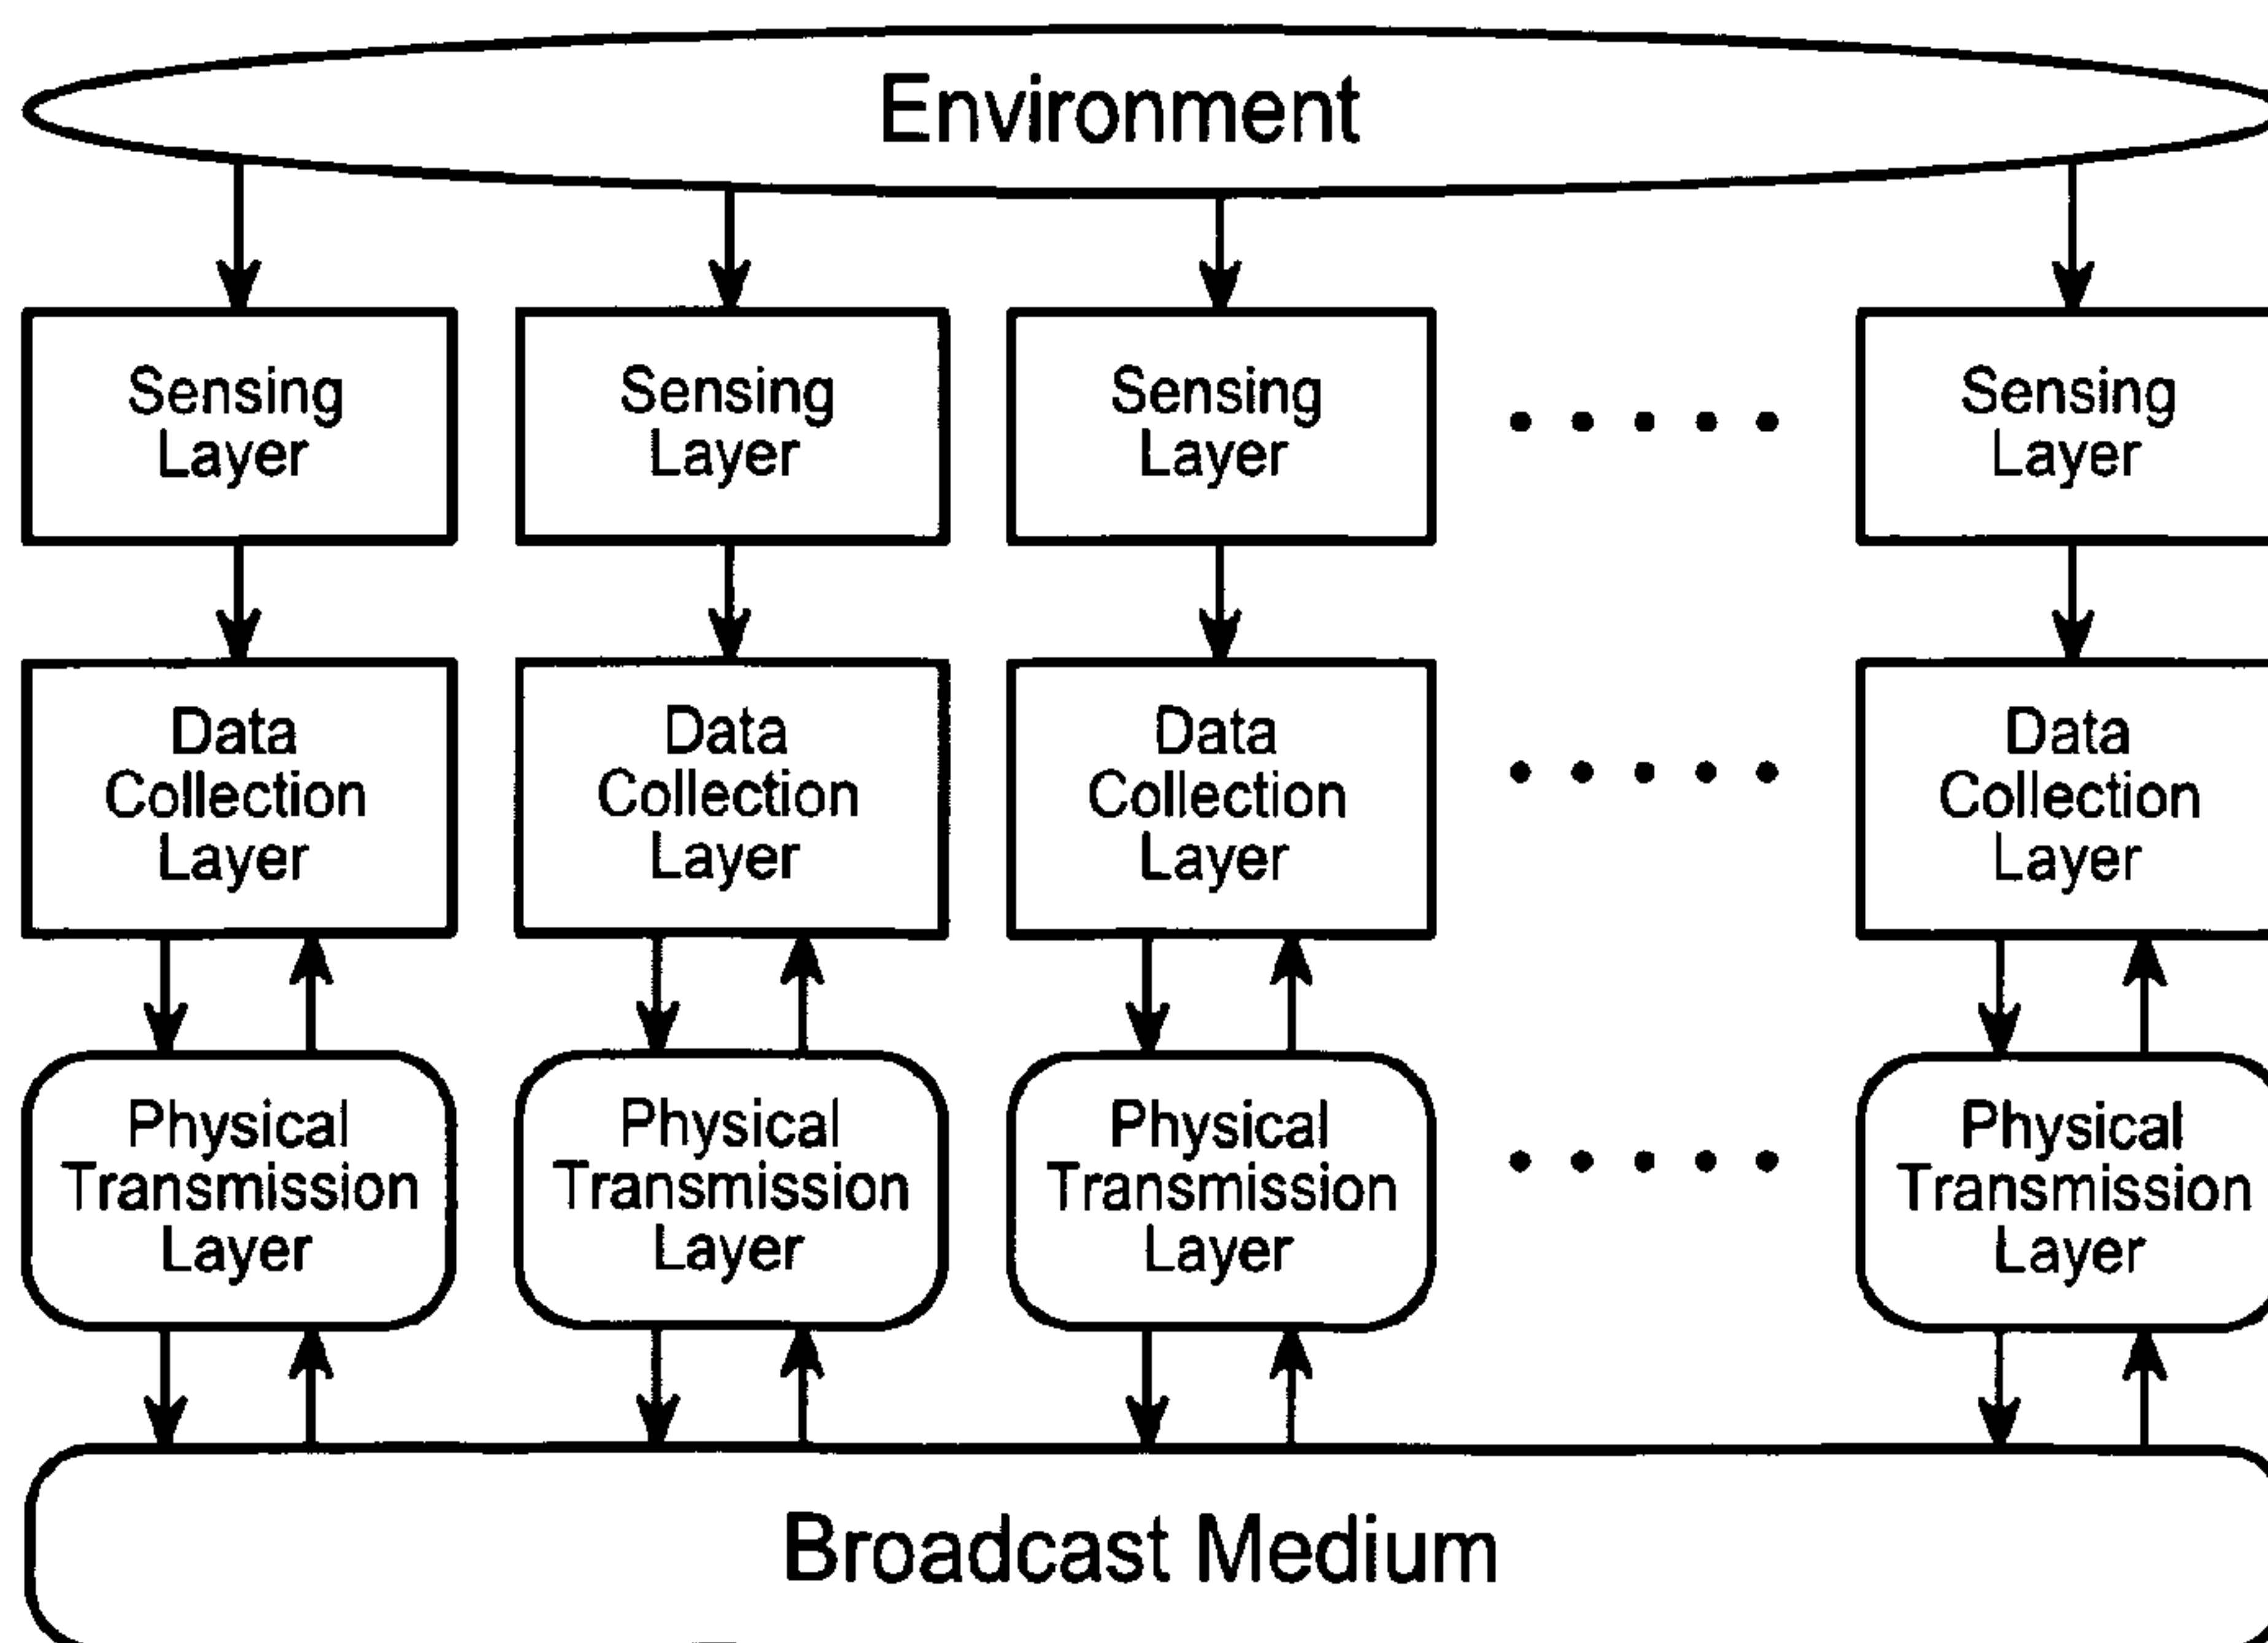 Environment
Sensing
Layer
Sensing
Layer
Sensing
Layer
Sensing
Layer
Data
Collection
Layer
Data
Collection
Layer
Data
Collection
Layer
Data
Collection
Layer
Physical
Transmission
Layer
Physical
Transmission
Layer
Physical
Transmission
Layer
Physical
Transmission
Layer
Broadcast Medium